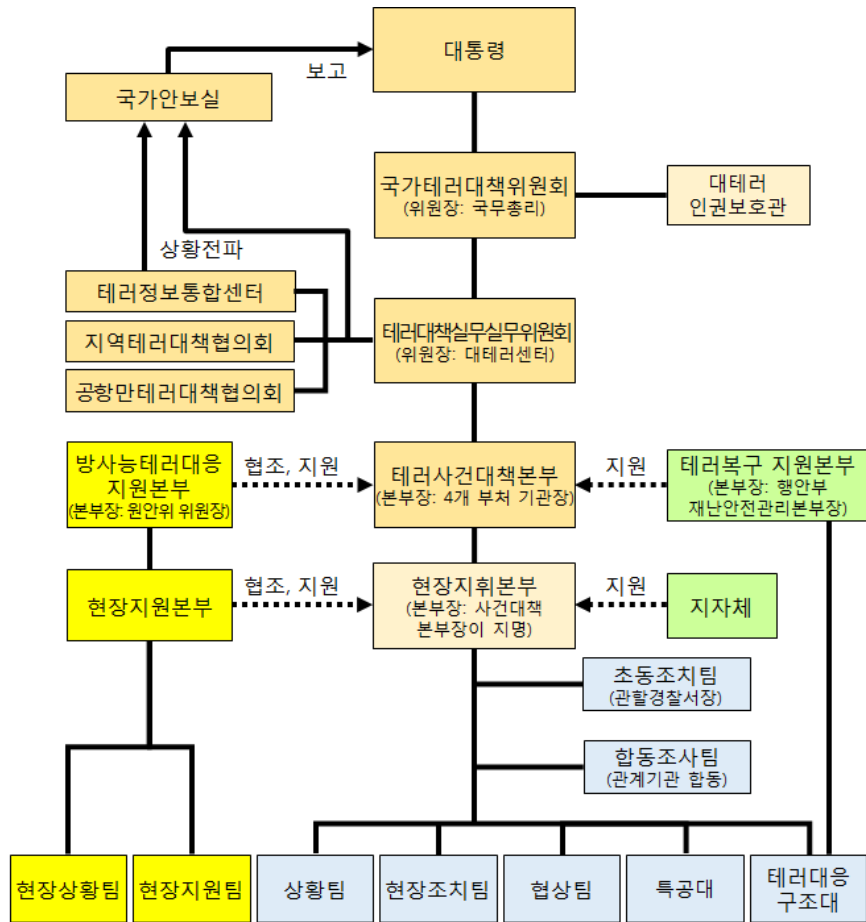 대통령
보고
국가안보실
국가테러대책위원회
(위원장: 국무총리)
대테러
인권보호관
상황전파
테러정보통합센터
지역테러대책협의회
공항만테러대책협의회
테러대책실무실무위원회
(위원장: 대테러센터)
방사능테러대응
지원본부
(본부장: 원안위 위원장)
협조, 지원
테러사건대책본부
(본부장: 4개 부처 기관장)
지원
테러복구 지원본부
(본부장: 행안부
재난안전관리본부장)
현장지원본부
협조, 지원
현장지휘본부
(본부장: 사건대책
본부장이 지명)
지원
지자체
초동조치팀
(관할경찰서장)
합동조사팀
(관계기관 합동)
현장상황팀
현장지원팀
상황팀
현장조치팀
협상팀
특공대
테러대응
구조대